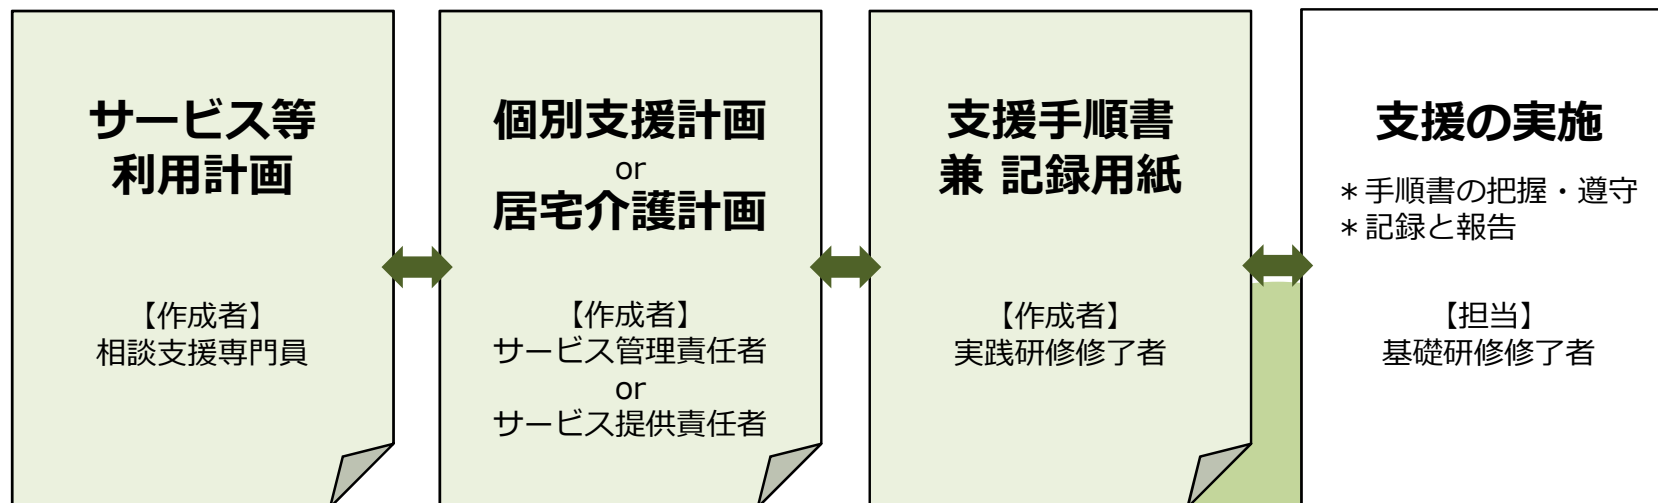 サービス等
利用計画
【作成者】
相談支援専門員
個別支援計画
or
居宅介護計画
【作成者】
サービス管理責任者
or
サービス提供責任者
支援手順書
兼 記録用紙
【作成者】
実践研修修了者
支援の実施
＊手順書の把握・遵守
＊記録と報告
【担当】
基礎研修修了者